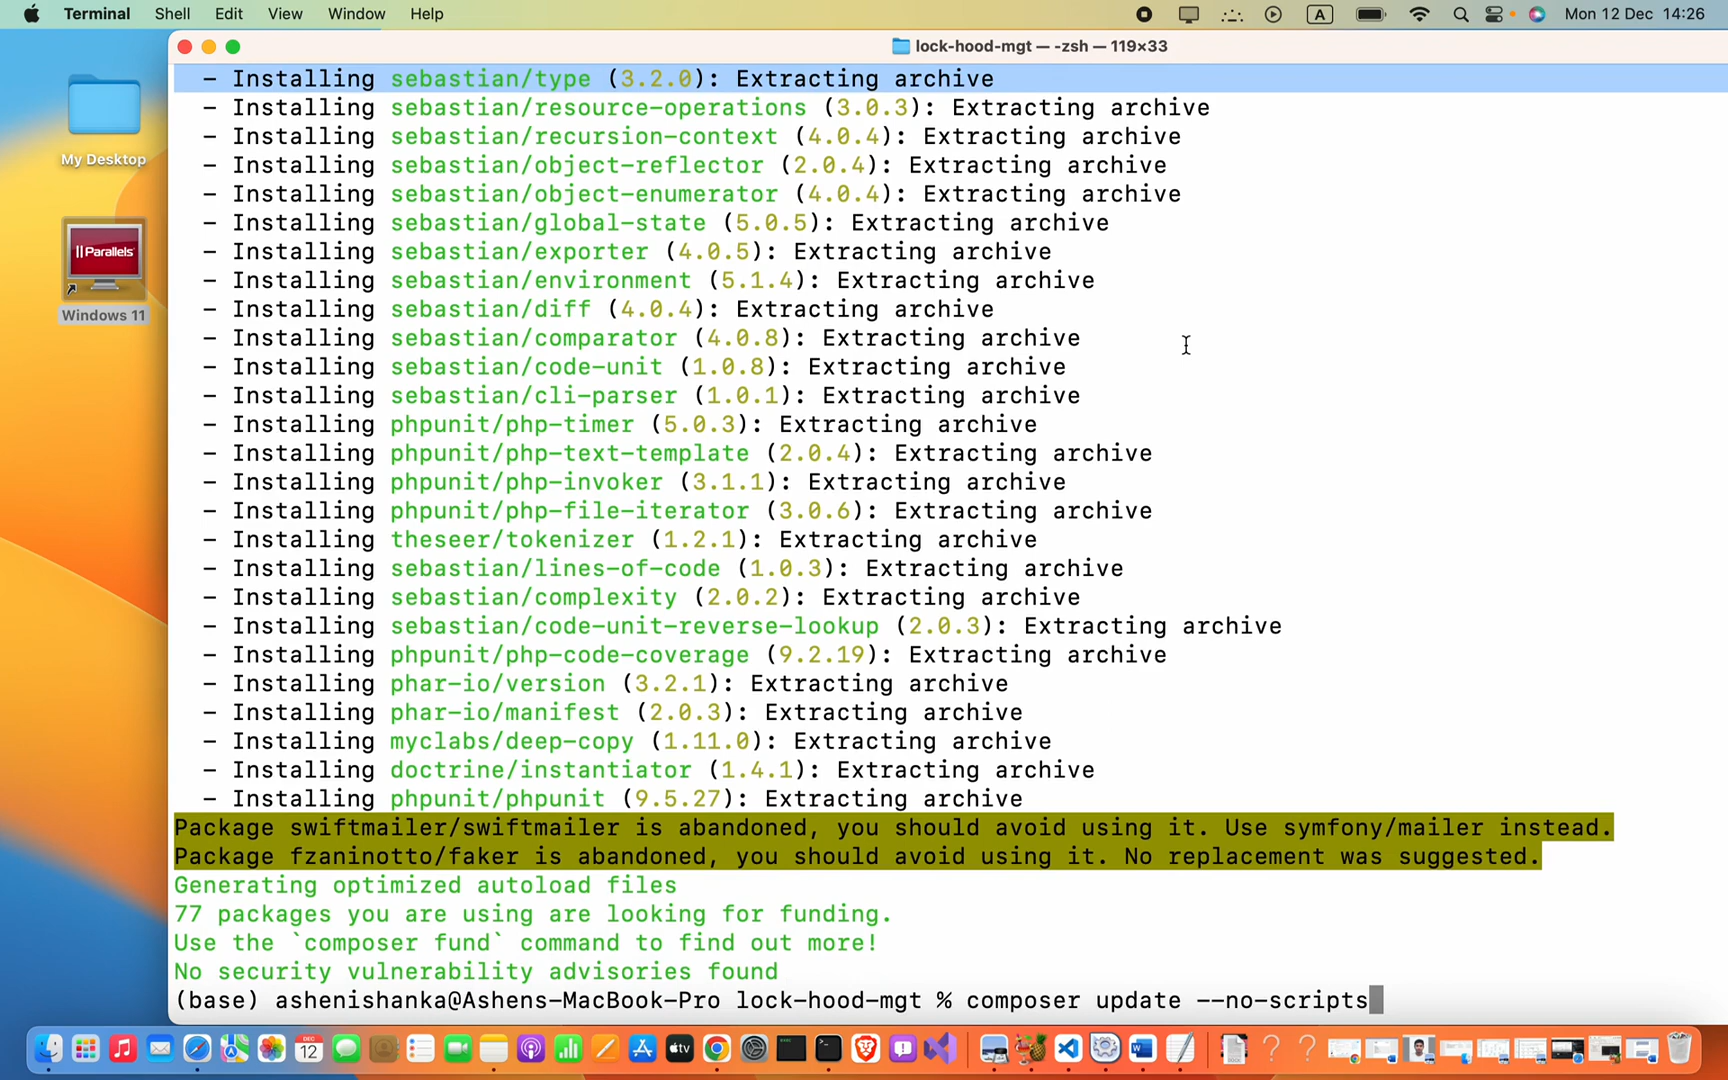 Terminal Shell Edit View Window Help A Mon 12 Dec 14:26
lock-hood-mgt — -zsh — 119×33
My Desktop
|| Parallels
Windows 11
- Installing sebastian/type (3.2.0): Extracting archive
- Installing sebastian/resource-operations (3.0.3): Extracting archive
- Installing sebastian/recursion-context (4.0.4): Extracting archive
- Installing sebastian/object-reflector (2.0.4): Extracting archive
- Installing sebastian/object-enumerator (4.0.4): Extracting archive
- Installing sebastian/global-state (5.0.5): Extracting archive
- Installing sebastian/exporter (4.0.5): Extracting archive
- Installing sebastian/environment (5.1.4): Extracting archive
- Installing sebastian/diff (4.0.4): Extracting archive
- Installing sebastian/comparator (4.0.8): Extracting archive
- Installing sebastian/code-unit (1.0.8): Extracting archive
- Installing sebastian/cli-parser (1.0.1): Extracting archive
- Installing phpunit/php-timer (5.0.3): Extracting archive
- Installing phpunit/php-text-template (2.0.4): Extracting archive
- Installing phpunit/php-invoker (3.1.1): Extracting archive
- Installing phpunit/php-file-iterator (3.0.6): Extracting archive
- Installing theseer/tokenizer (1.2.1): Extracting archive
- Installing sebastian/lines-of-code (1.0.3): Extracting archive
- Installing sebastian/complexity (2.0.2): Extracting archive
- Installing sebastian/code-unit-reverse-lookup (2.0.3): Extracting archive
- Installing phpunit/php-code-coverage (9.2.19): Extracting archive
- Installing phar-io/version (3.2.1): Extracting archive
- Installing phar-io/manifest (2.0.3): Extracting archive
- Installing myclabs/deep-copy (1.11.0): Extracting archive
- Installing doctrine/instantiator (1.4.1): Extracting archive
- Installing phpunit/phpunit (9.5.27): Extracting archive
Package swiftmailer/swiftmailer is abandoned, you should avoid using it. Use symfony/mailer instead.
Package fzaninotto/faker is abandoned, you should avoid using it. No replacement was suggested.
Generating optimized autoload files
77 packages you are using are looking for funding.
Use the `composer fund` command to find out more!
No security vulnerability advisories found
(base) ashenishanka@Ashens-MacBook-Pro lock-hood-mgt % composer update --no-scripts
DEC
12
tv
W